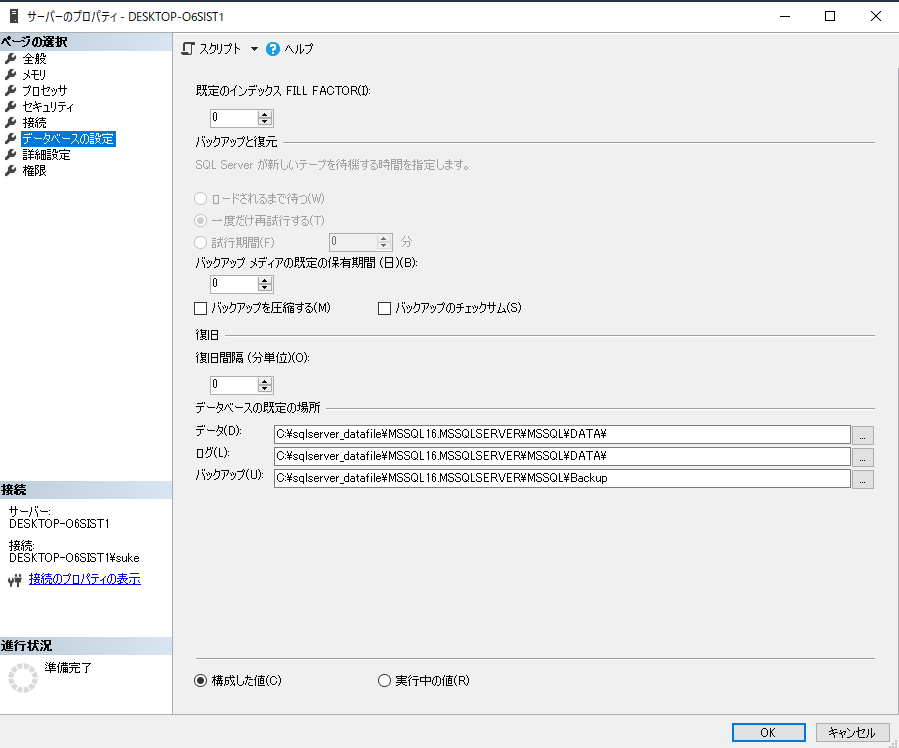 サーバーのプロパティ - DESKTOP-O6SIST1
ページの選択
全般
メモリ
プロセッサ
セキュリティ
接続
データベースの設定
詳細設定
権限
スクリプト
ヘルプ
既定のインデックス FILL FACTOR(I):
0
バックアップと復元
SQL Server が新しいテープを待機する時間を指定します。
ロードされるまで待つ(W)
一度だけ再試行する(T)
試行期間(F)
0
分
バックアップ メディアの既定の保有期間 (日)(B):
0
バックアップを圧縮する(M)
バックアップのチェックサム(S)
復旧
復旧間隔 (分単位)(O):
0
データベースの既定の場所
データ(D):
C:¥sqlserver_datafile¥MSSQL16.MSSQLSERVER¥MSSQL¥DATA¥
...
ログ(L):
C:¥sqlserver_datafile¥MSSQL16.MSSQLSERVER¥MSSQL¥DATA¥
...
バックアップ(U):
C:¥sqlserver_datafile¥MSSQL16.MSSQLSERVER¥MSSQL¥Backup
...
接続
サーバー:
DESKTOP-O6SIST1
接続:
DESKTOP-O6SIST1¥suke
接続のプロパティの表示
進行状況
準備完了
構成した値(C)
実行中の値(R)
OK
キャンセル